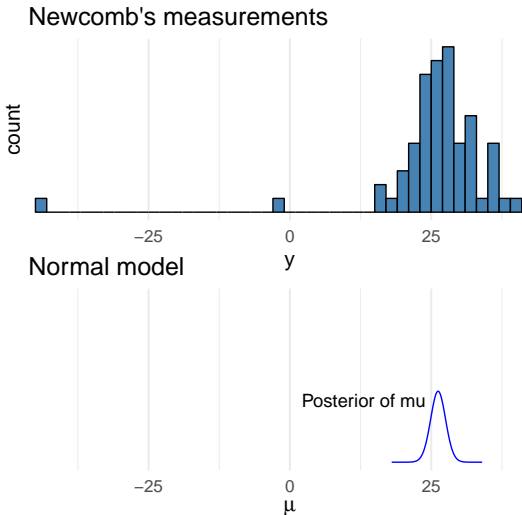 Newcomb's measurements
count
−25 0 25
y
Normal model
Posterior of mu
−25 0 25
μ